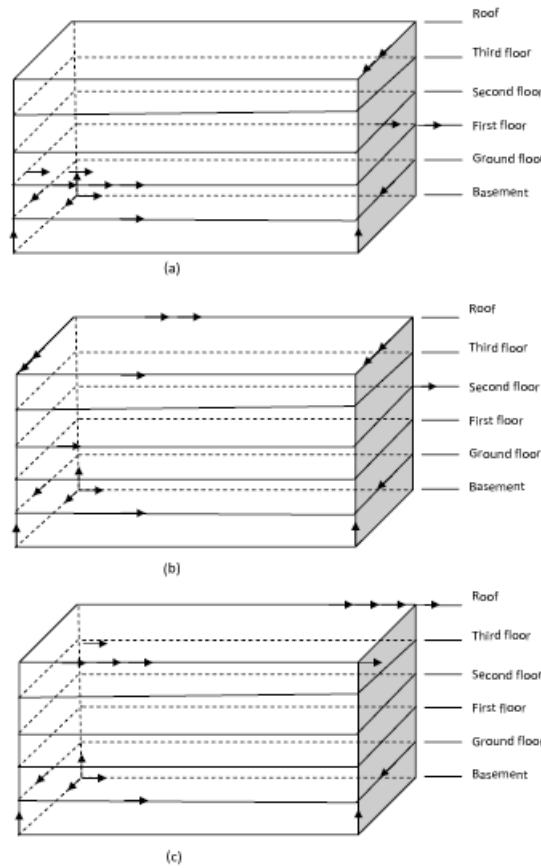 Roof
Third floor
Second floor
First floor
Ground floor
Basement
(a)
Roof
Third floor
Second floor
First floor
Ground floor
Basement
(b)
Roof
Third floor
Second floor
First floor
Ground floor
Basement
(c)